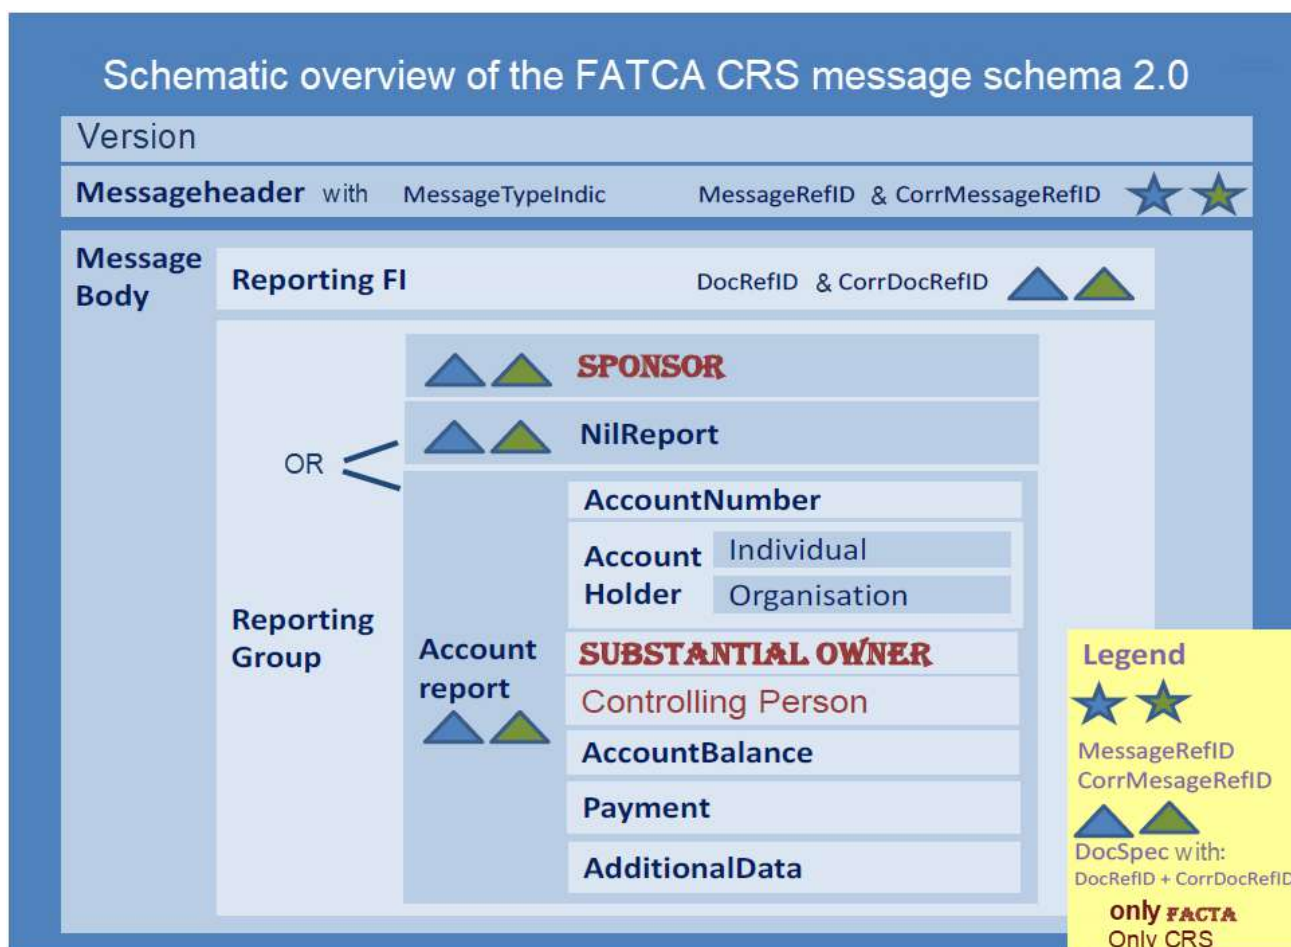 Schematic overview of the FATCA CRS message schema 2.0
Version
Messageheader with MessageTypeIndic MessageRefID & CorrMessageRefID
Message
Body
Reporting FI DocRefID & CorrDocRefID
SPONSOR
NilReport
OR
AccountNumber
Account
Holder
Individual
Organisation
Reporting
Group
Account
report
SUBSTANTIAL OWNER
Controlling Person
AccountBalance
Payment
AdditionalData
Legend
MessageRefID
CorrMesageRefID
DocSpec with:
DocRefID + CorrDocRefID
only FACTA
Only CRS